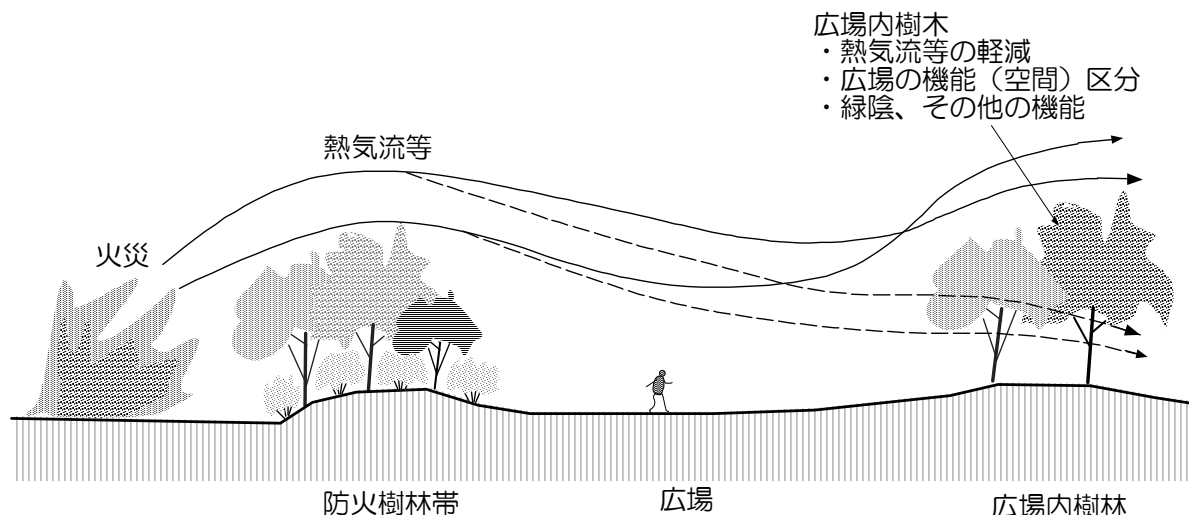 広場内樹木
・熱気流等の軽減
・広場の機能（空間）区分
・緑陰、その他の機能
熱気流等
火災
防火樹林帯
広場
広場内樹林